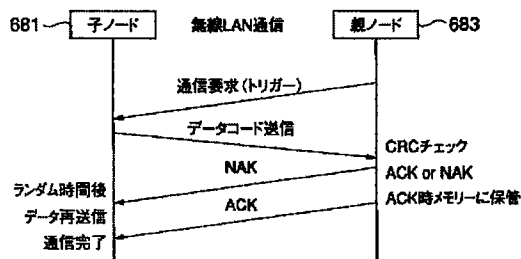 681 子ノード 無線LAN通信 親ノード 683
通信要求(トリガー)
データコード送信
CRCチェック
NAK
ACK or NAK
ランダム時間後
ACK
ACK時メモリーに保管
データ再送信
通信完了